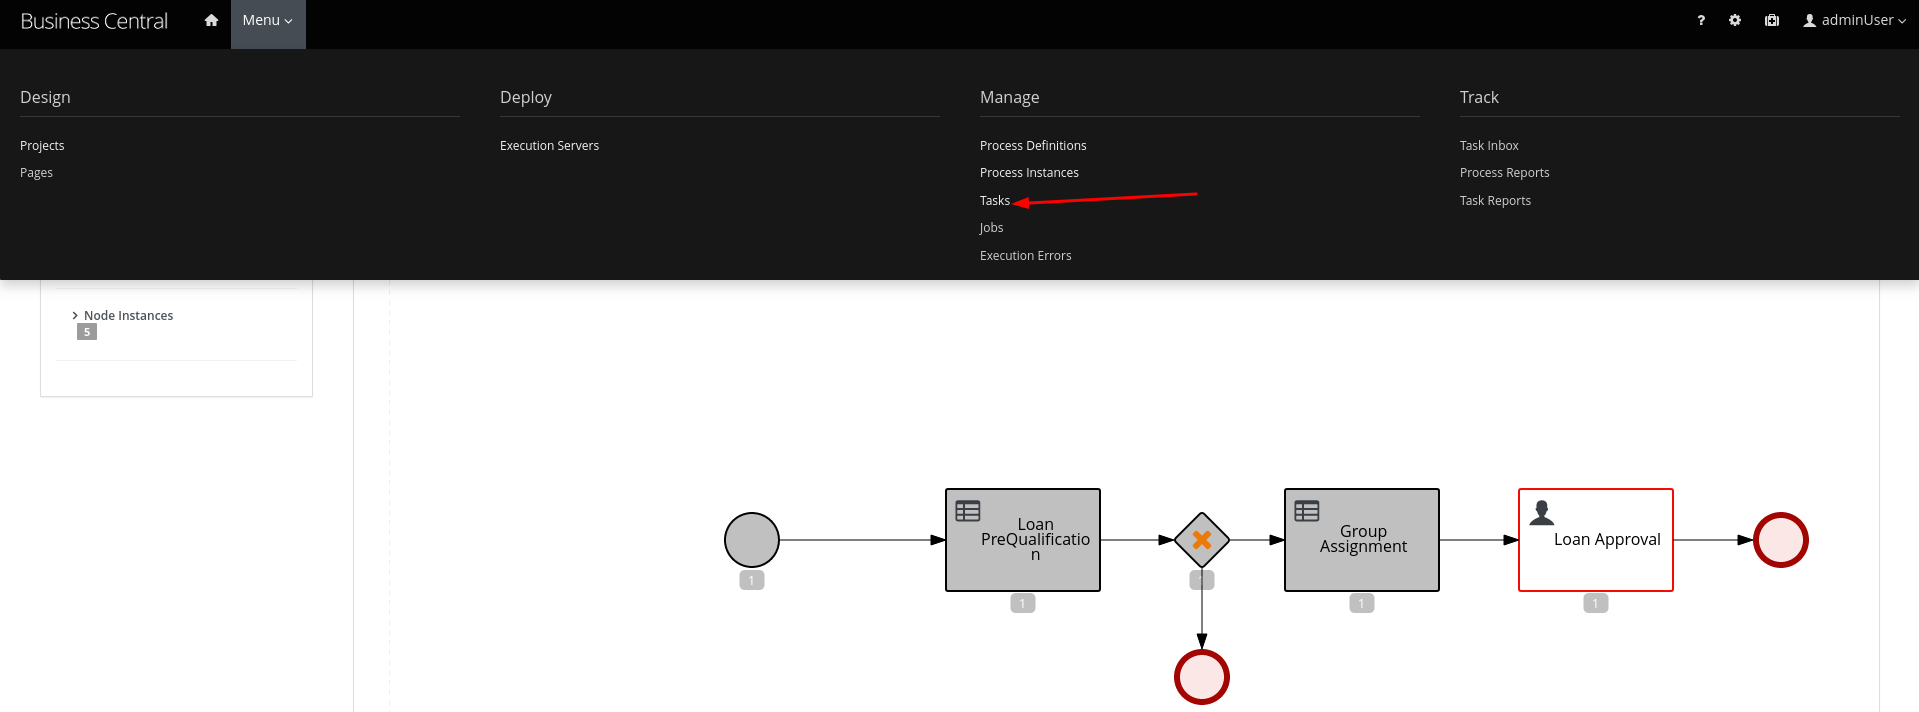 Business Central
Menu
?
adminUser
Design
Deploy
Manage
Track
Projects
Pages
Execution Servers
Process Definitions
Process Instances
Tasks
Jobs
Execution Errors
Task Inbox
Process Reports
Task Reports
Node Instances
5
Loan
PreQualificatio
n
Group
Assignment
Loan Approval
1
1
1
1
1